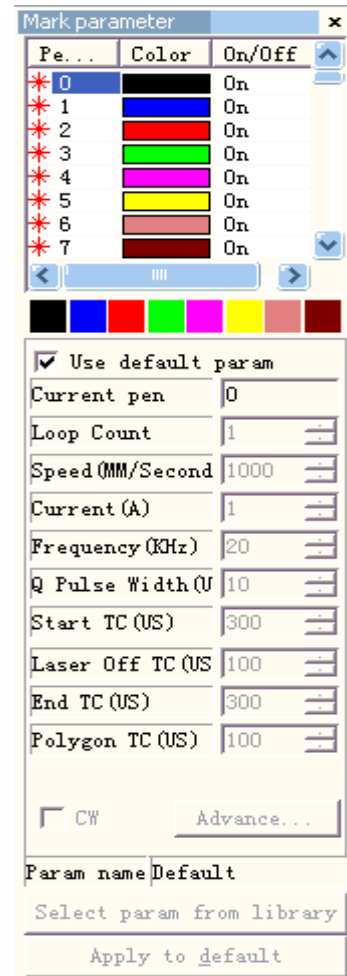 Mark parameter
Pe... Color On/Off
0 On
1 On
2 On
3 On
4 On
5 On
6 On
7 On
Use default param
Current pen 0
Loop Count 1
Speed(MM/Second 1000
Current(A) 1
Frequency(KHz) 20
Q Pulse Width(U 10
Start TC(US) 300
Laser Off TC(US 100
End TC(US) 300
Polygon TC(US) 100
CW Advance...
Param name Default
Select param from library
Apply to default